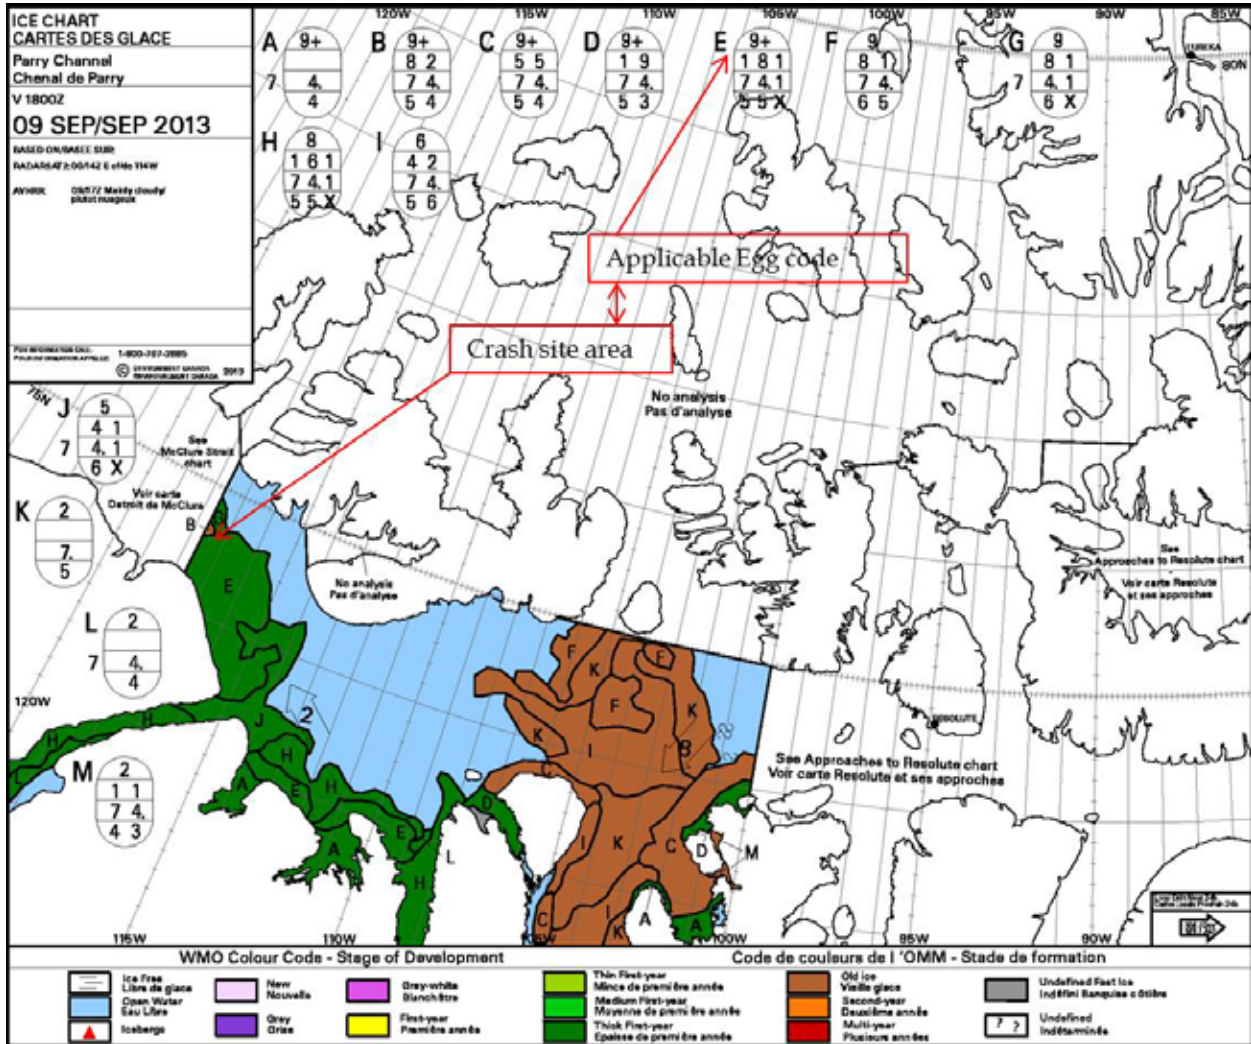 ICE CHART
CARTES DES GLACE
Parry Channel
Chenal de Parry
V 1800Z
09 SEP/SEP 2013
BASED ON/BASEE SUR:
AVHRR:
1-800-767-2885
© ENVIRONMENT CANADA
ENVIRONNEMENT CANADA 2013
120W 115W 110W 105W 100W 95W 90W 85W
A
9+
7 4.
4
B
9+
8 2
7 4.
5 4
C
9+
5 5
7 4.
5 4
D
9+
1 9
7 4.
5 3
E
9+
1 8 1
7 4. 1
5 5 X
F
9
8 1
7 4.
6 5
G
9
8 1
7 4. 1
6 X
EUREKA
80N
H
8
1 6 1
7 4. 1
5 5 X
I
6
4 2
7 4.
5 6
Applicable Egg code
Crash site area
No analysis
Pas d'analyse
75N
J
5
4 1
7 4. 1
6 X
See
McClure Strait
chart
Voir carte
Detroit de McClure
K
2
7.
5
B
G
E
No analysis
Pas d'analyse
See
Approaches to Resolute chart
Voir carte Resolute
et ses approches
L
2
7 4.
4
120W
F K F
F K
K I
8
2
J
H
H H
C
RESOLUTE
See Approaches to Resolute chart
Voir carte Resolute et ses approches
M
2
1 1
7 4.
4 3
A E H
E D
A H L
I K C D M
C I K A A
115W 110W 105W 100W 95W 90W
WMO Colour Code - Stage of Development
Code de couleurs de l 'OMM - Stade de formation
Ice Free
Libre de glace
Open Water
Eau Libre
Icebergs
New
Nouvelle
Grey
Grise
Grey-white
Blanchâtre
First-year
Première année
Thin First-year
Mince de première année
Medium First-year
Moyenne de première année
Thick First-year
Epaisse de première année
Old ice
Vieille glace
Second-year
Deuxième année
Multi-year
Plusieurs années
Undefined Fast Ice
Indéfini Banquise côtière
? ?
Undefined
Indéterminée